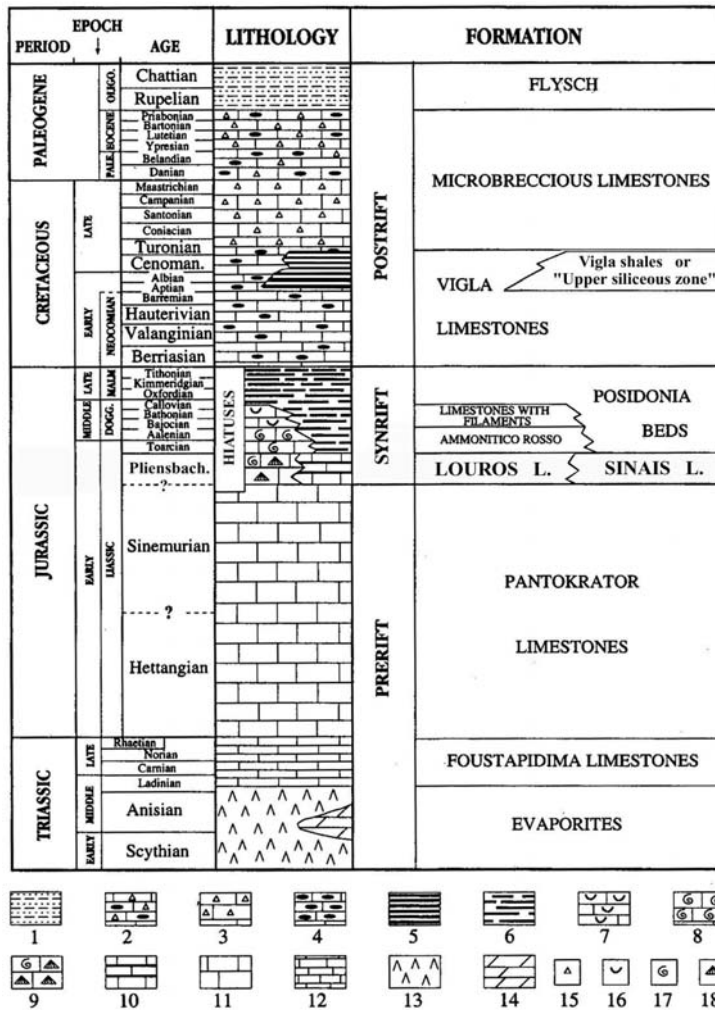 EPOCH
PERIOD AGE LITHOLOGY FORMATION
PALEOGENE
OLIGO.
Chattian
Rupelian
EOCENE
Priabonian
Bartonian
Lutetian
Ypresian
PALE.
Belandian
Danian
CRETACEOUS
LATE
Maastrichian
Campanian
Santonian
Coniacian
Turonian
Cenoman.
EARLY
Albian
Aptian
NEOCOMIAN
Barremian
Hauterivian
Valanginian
Berriasian
JURASSIC
LATE
MALM
Tithonian
Kimmeridgian
Oxfordian
MIDDLE
DOGG.
Callovian
Bathonian
Bajocian
Aalenian
EARLY
LIASSIC
Toarcian
Pliensbach.
?
Sinemurian
?
Hettangian
TRIASSIC
LATE
Rhaetian
Norian
Carnian
MIDDLE
Ladinian
Anisian
EARLY
Scythian
HIATUSES
POSTRIFT
FLYSCH
MICROBRECCIOUS LIMESTONES
Vigla shales or
"Upper siliceous zone"
VIGLA
LIMESTONES
SYNRIFT
POSIDONIA
BEDS
LIMESTONES WITH
FILAMENTS
AMMONITICO ROSSO
LOUROS L. SINAIS L.
PRERIFT
PANTOKRATOR
LIMESTONES
FOUSTAPIDIMA LIMESTONES
EVAPORITES
1 2 3 4 5 6 7 8
9 10 11 12 13 14 15 16 17 18